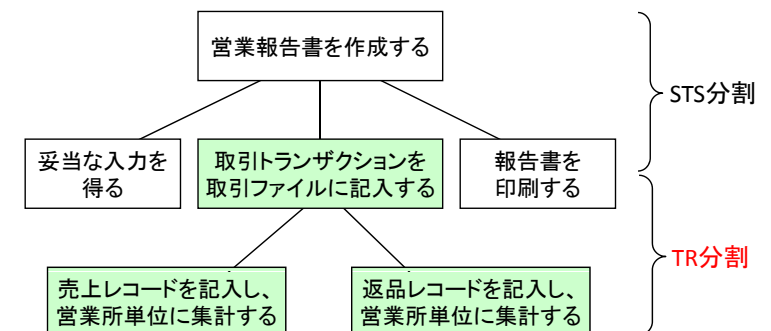 営業報告書を作成する
STS分割
妥当な入力を
得る
取引トランザクションを
取引ファイルに記入する
報告書を
印刷する
TR分割
売上レコードを記入し、
営業所単位に集計する
返品レコードを記入し、
営業所単位に集計する